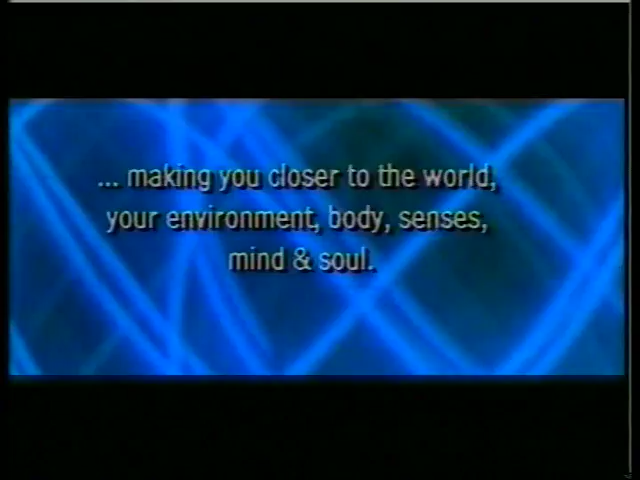 ... making you closer to the world,
your environment, body, senses,
mind & soul.